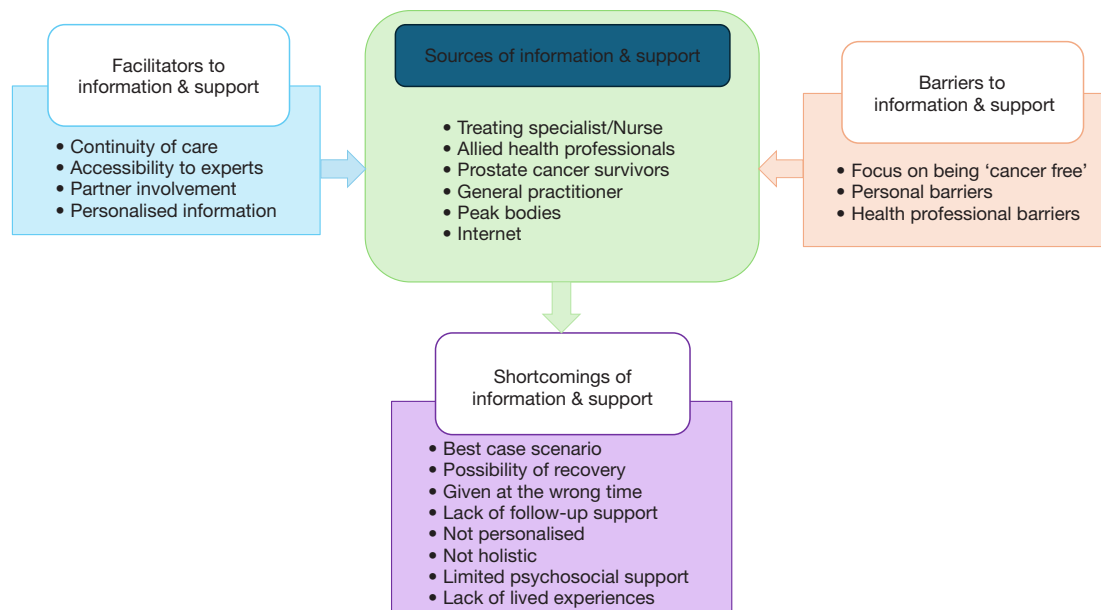 Facilitators to
information & support
• Continuity of care
• Accessibility to experts
• Partner involvement
• Personalised information
Sources of information & support
• Treating specialist/Nurse
• Allied health professionals
• Prostate cancer survivors
• General practitioner
• Peak bodies
• Internet
Barriers to
information & support
• Focus on being ‘cancer free’
• Personal barriers
• Health professional barriers
Shortcomings of
information & support
• Best case scenario
• Possibility of recovery
• Given at the wrong time
• Lack of follow-up support
• Not personalised
• Not holistic
• Limited psychosocial support
• Lack of lived experiences